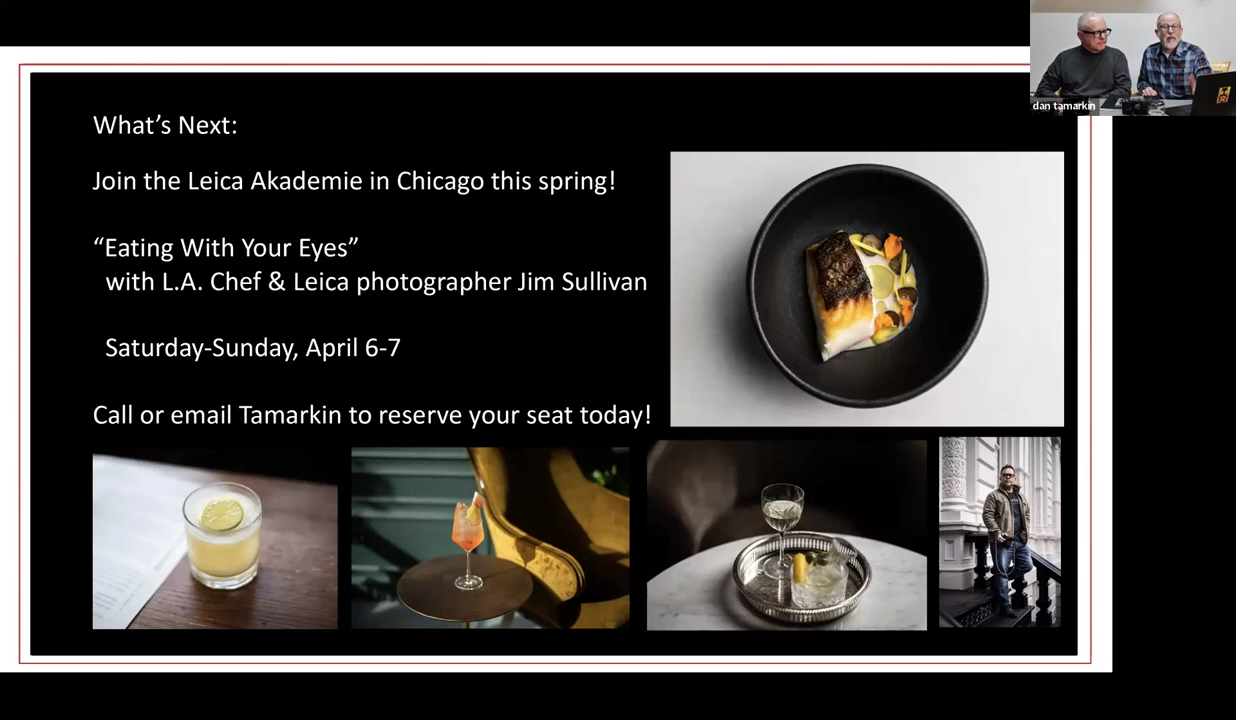 What’s Next:
Join the Leica Akademie in Chicago this spring!
“Eating With Your Eyes”
with L.A. Chef & Leica photographer Jim Sullivan
Saturday-Sunday, April 6-7
Call or email Tamarkin to reserve your seat today!
dan tamarkin